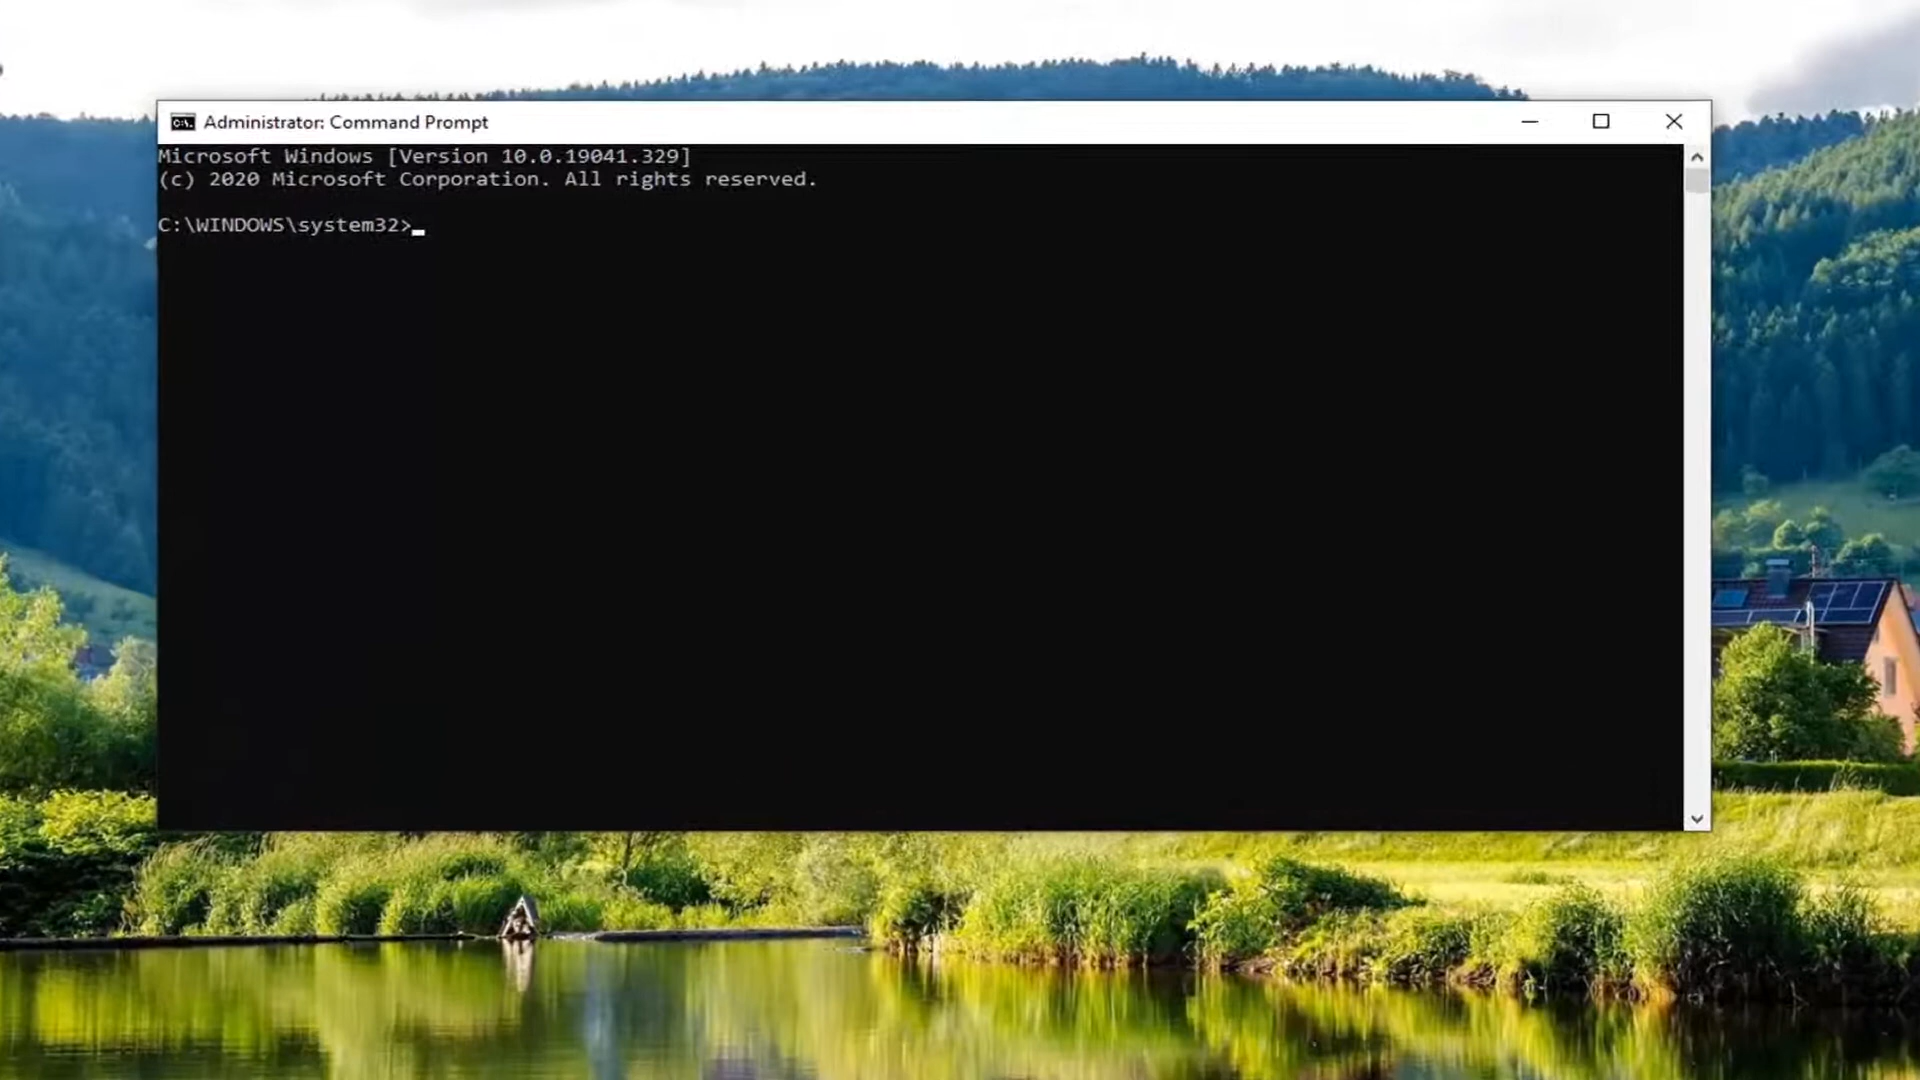 Administrator: Command Prompt
Microsoft Windows [Version 10.0.19041.329]
(c) 2020 Microsoft Corporation. All rights reserved.
C:\WINDOWS\system32>